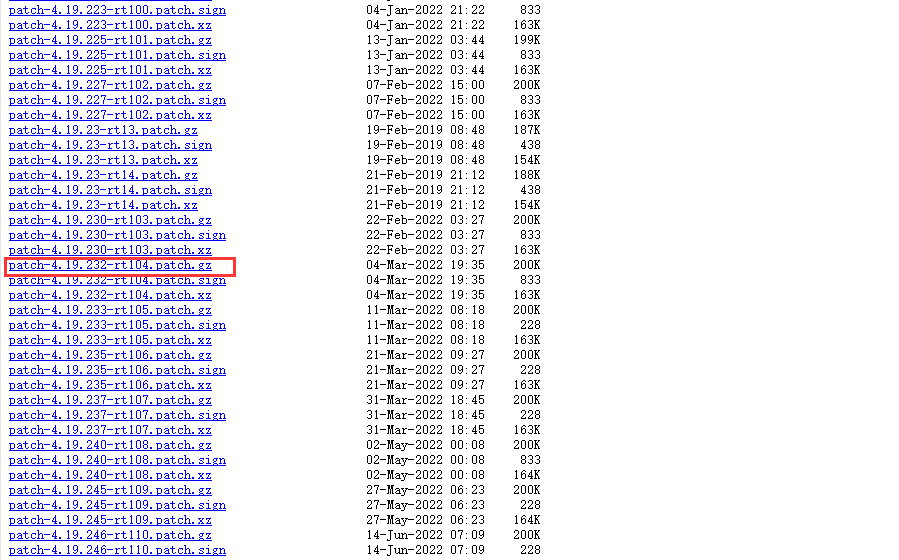 patch-4.19.223-rt100.patch.sign 04-Jan-2022 21:22 833
patch-4.19.223-rt100.patch.xz 04-Jan-2022 21:22 163K
patch-4.19.225-rt101.patch.gz 13-Jan-2022 03:44 199K
patch-4.19.225-rt101.patch.sign 13-Jan-2022 03:44 833
patch-4.19.225-rt101.patch.xz 13-Jan-2022 03:44 163K
patch-4.19.227-rt102.patch.gz 07-Feb-2022 15:00 200K
patch-4.19.227-rt102.patch.sign 07-Feb-2022 15:00 833
patch-4.19.227-rt102.patch.xz 07-Feb-2022 15:00 163K
patch-4.19.23-rt13.patch.gz 19-Feb-2019 08:48 187K
patch-4.19.23-rt13.patch.sign 19-Feb-2019 08:48 438
patch-4.19.23-rt13.patch.xz 19-Feb-2019 08:48 154K
patch-4.19.23-rt14.patch.gz 21-Feb-2019 21:12 188K
patch-4.19.23-rt14.patch.sign 21-Feb-2019 21:12 438
patch-4.19.23-rt14.patch.xz 21-Feb-2019 21:12 154K
patch-4.19.230-rt103.patch.gz 22-Feb-2022 03:27 200K
patch-4.19.230-rt103.patch.sign 22-Feb-2022 03:27 833
patch-4.19.230-rt103.patch.xz 22-Feb-2022 03:27 163K
patch-4.19.232-rt104.patch.gz 04-Mar-2022 19:35 200K
patch-4.19.232-rt104.patch.sign 04-Mar-2022 19:35 833
patch-4.19.232-rt104.patch.xz 04-Mar-2022 19:35 163K
patch-4.19.233-rt105.patch.gz 11-Mar-2022 08:18 200K
patch-4.19.233-rt105.patch.sign 11-Mar-2022 08:18 228
patch-4.19.233-rt105.patch.xz 11-Mar-2022 08:18 163K
patch-4.19.235-rt106.patch.gz 21-Mar-2022 09:27 200K
patch-4.19.235-rt106.patch.sign 21-Mar-2022 09:27 228
patch-4.19.235-rt106.patch.xz 21-Mar-2022 09:27 163K
patch-4.19.237-rt107.patch.gz 31-Mar-2022 18:45 200K
patch-4.19.237-rt107.patch.sign 31-Mar-2022 18:45 228
patch-4.19.237-rt107.patch.xz 31-Mar-2022 18:45 163K
patch-4.19.240-rt108.patch.gz 02-May-2022 00:08 200K
patch-4.19.240-rt108.patch.sign 02-May-2022 00:08 833
patch-4.19.240-rt108.patch.xz 02-May-2022 00:08 164K
patch-4.19.245-rt109.patch.gz 27-May-2022 06:23 200K
patch-4.19.245-rt109.patch.sign 27-May-2022 06:23 228
patch-4.19.245-rt109.patch.xz 27-May-2022 06:23 164K
patch-4.19.246-rt110.patch.gz 14-Jun-2022 07:09 200K
patch-4.19.246-rt110.patch.sign 14-Jun-2022 07:09 228